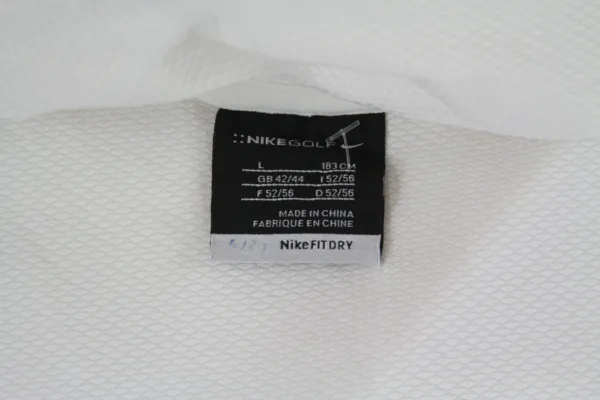 NIKEGOLF
L 183 CM
GB 42/44 I 52/56
F 52/56 D 52/56
MADE IN CHINA
FABRIQUE EN CHINE
NikeFITDRY